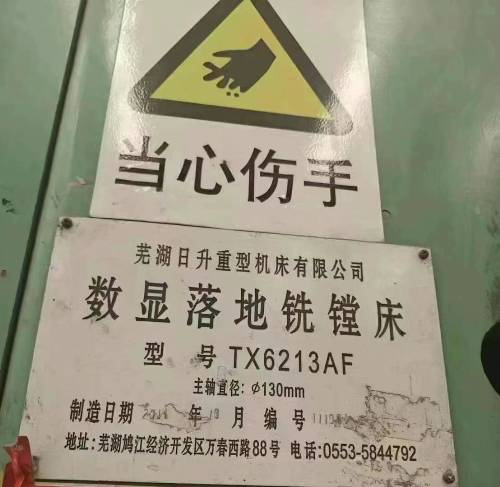 当心伤手
芜湖日升重型机床有限公司
数显落地铣镗床
型 号 TX6213AF
主轴直径: Φ130mm
制造日期 年 月 编号
地址:芜湖鸠江经济开发区万春西路88号 电话:0553-5844792